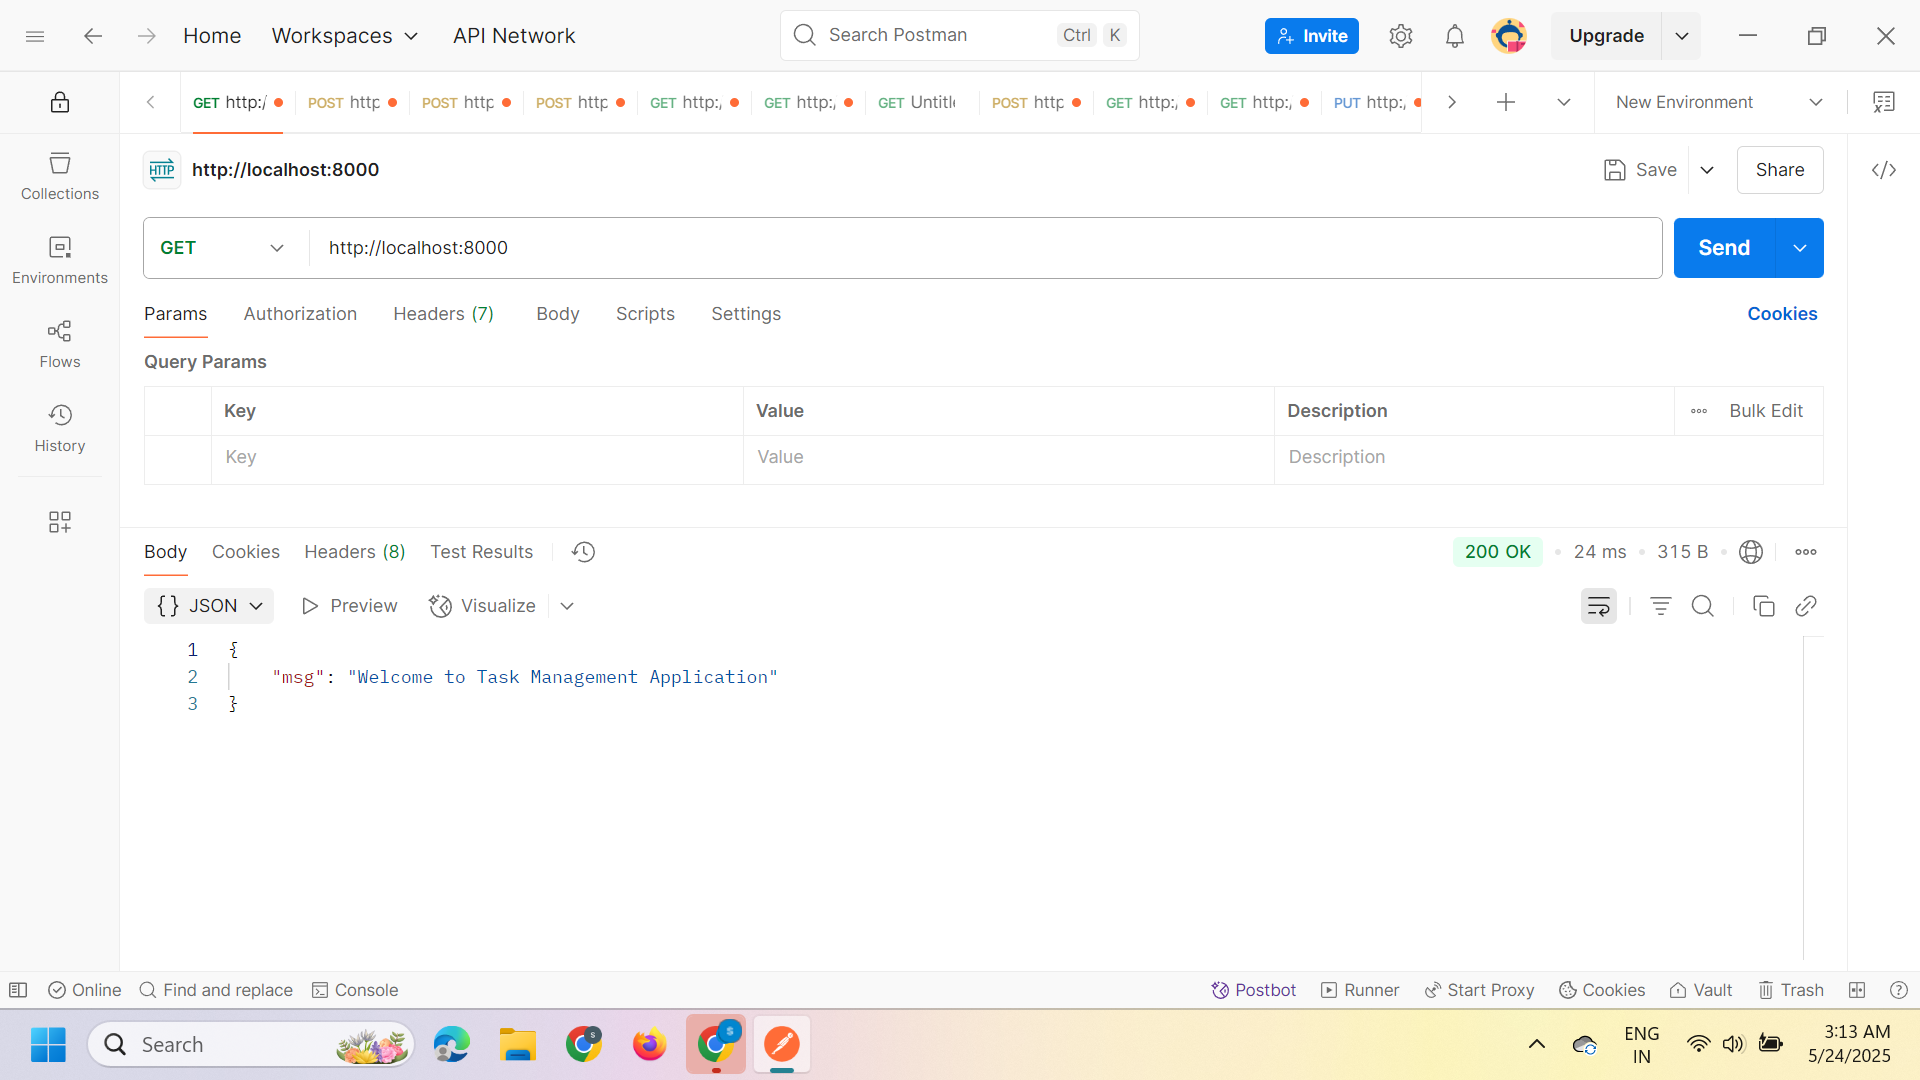 Home Workspaces API Network Search Postman Ctrl K Invite Upgrade
GET http:/ POST http POST http POST http GET http:/ GET http:/ GET Untitl POST http GET http:/ GET http:/ PUT http:/ New Environment
HTTP http://localhost:8000 Save Share
Collections
GET http://localhost:8000 Send
Environments
Params Authorization Headers (7) Body Scripts Settings Cookies
Flows
Query Params
Key Value Description Bulk Edit
History
Key Value Description
Body Cookies Headers (8) Test Results 200 OK 24 ms 315 B
{} JSON Preview Visualize
1 {
2 "msg": "Welcome to Task Management Application"
3 }
Online Find and replace Console Postbot Runner Start Proxy Cookies Vault Trash
Search ENG IN 3:13 AM
5/24/2025